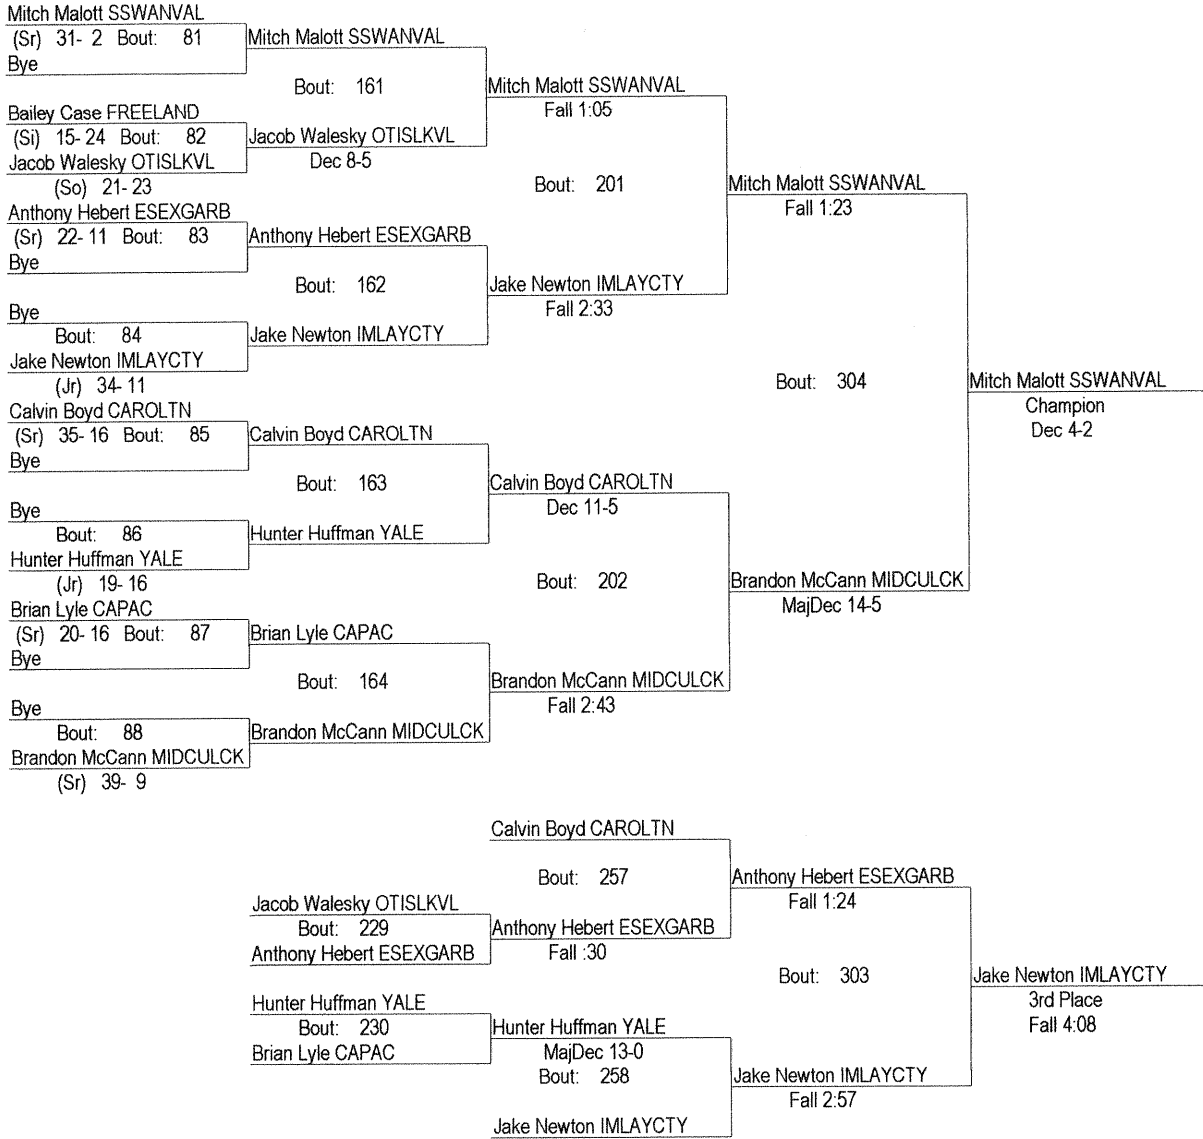 Mitch Malott SSWANVAL
(Sr) 31- 2 Bout: 81
Bye
Mitch Malott SSWANVAL
Bout: 161
Mitch Malott SSWANVAL
Fall 1:05
Bailey Case FREELAND
(Si) 15- 24 Bout: 82
Jacob Walesky OTISLKVL
(So) 21- 23
Jacob Walesky OTISLKVL
Dec 8-5
Bout: 201
Mitch Malott SSWANVAL
Fall 1:23
Anthony Hebert ESEXGARB
(Sr) 22- 11 Bout: 83
Bye
Anthony Hebert ESEXGARB
Bout: 162
Jake Newton IMLAYCTY
Fall 2:33
Bye
Bout: 84
Jake Newton IMLAYCTY
(Jr) 34- 11
Jake Newton IMLAYCTY
Bout: 304
Mitch Malott SSWANVAL
Champion
Dec 4-2
Calvin Boyd CAROLTN
(Sr) 35- 16 Bout: 85
Bye
Calvin Boyd CAROLTN
Bout: 163
Calvin Boyd CAROLTN
Dec 11-5
Bye
Bout: 86
Hunter Huffman YALE
(Jr) 19- 16
Hunter Huffman YALE
Bout: 202
Brandon McCann MIDCULCK
MajDec 14-5
Brian Lyle CAPAC
(Sr) 20- 16 Bout: 87
Bye
Brian Lyle CAPAC
Bout: 164
Brandon McCann MIDCULCK
Fall 2:43
Bye
Bout: 88
Brandon McCann MIDCULCK
(Sr) 39- 9
Brandon McCann MIDCULCK
Calvin Boyd CAROLTN
Bout: 257
Anthony Hebert ESEXGARB
Fall 1:24
Jacob Walesky OTISLKVL
Bout: 229
Anthony Hebert ESEXGARB
Anthony Hebert ESEXGARB
Fall :30
Bout: 303
Jake Newton IMLAYCTY
3rd Place
Fall 4:08
Hunter Huffman YALE
Bout: 230
Brian Lyle CAPAC
Hunter Huffman YALE
MajDec 13-0
Bout: 258
Jake Newton IMLAYCTY
Fall 2:57
Jake Newton IMLAYCTY